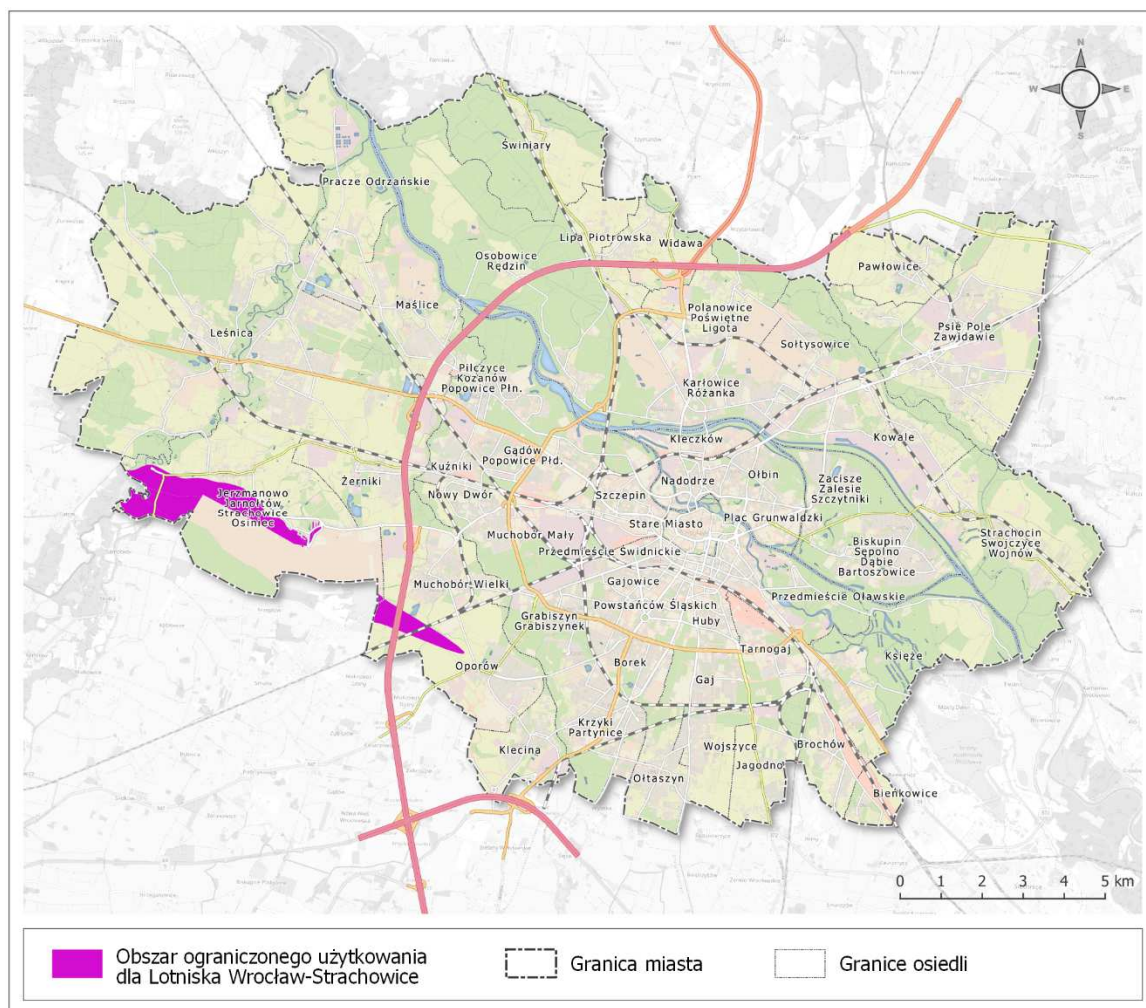 N
W
E
S
Świniary
Pracze Odrzańskie
Lipa Piotrowska
Widawa
Osobowice
Rędzin
Pawłowice
Maślice
Polanowice
Poświętne
Ligota
Psie Pole
Zawidawie
Leśnica
Sołtysowice
Pilczyce
Kozanów
Popowice Płn.
Karłowice
Różanka
Kleczków
Kowale
Gądów
Popowice Płd.
Kuźniki
Żerniki
Ołbin
Nadodrze
Zacisze
Zalesie
Szczytniki
Nowy Dwór
Szczepin
Jerzmanowo
Jarnołtów
Strachowice
Osiniec
Stare Miasto
Plac Grunwaldzki
Muchobór Mały
Strachocin
Swojczyce
Wojnów
Przedmieście Świdnickie
Biskupin
Sępolno
Dąbie
Bartoszowice
Muchobór Wielki
Gajowice
Przedmieście Oławskie
Powstańców Śląskich
Grabiszyn
Grabiszynek
Huby
Tarnogaj
Księże
Oporów
Borek
Gaj
Krzyki
Partynice
Klecina
Wojszyce
Brochów
Jagodno
Ołtaszyn
Bieńkowice
0 1 2 3 4 5 km
Obszar ograniczonego użytkowania
dla Lotniska Wrocław-Strachowice
Granica miasta
Granice osiedli